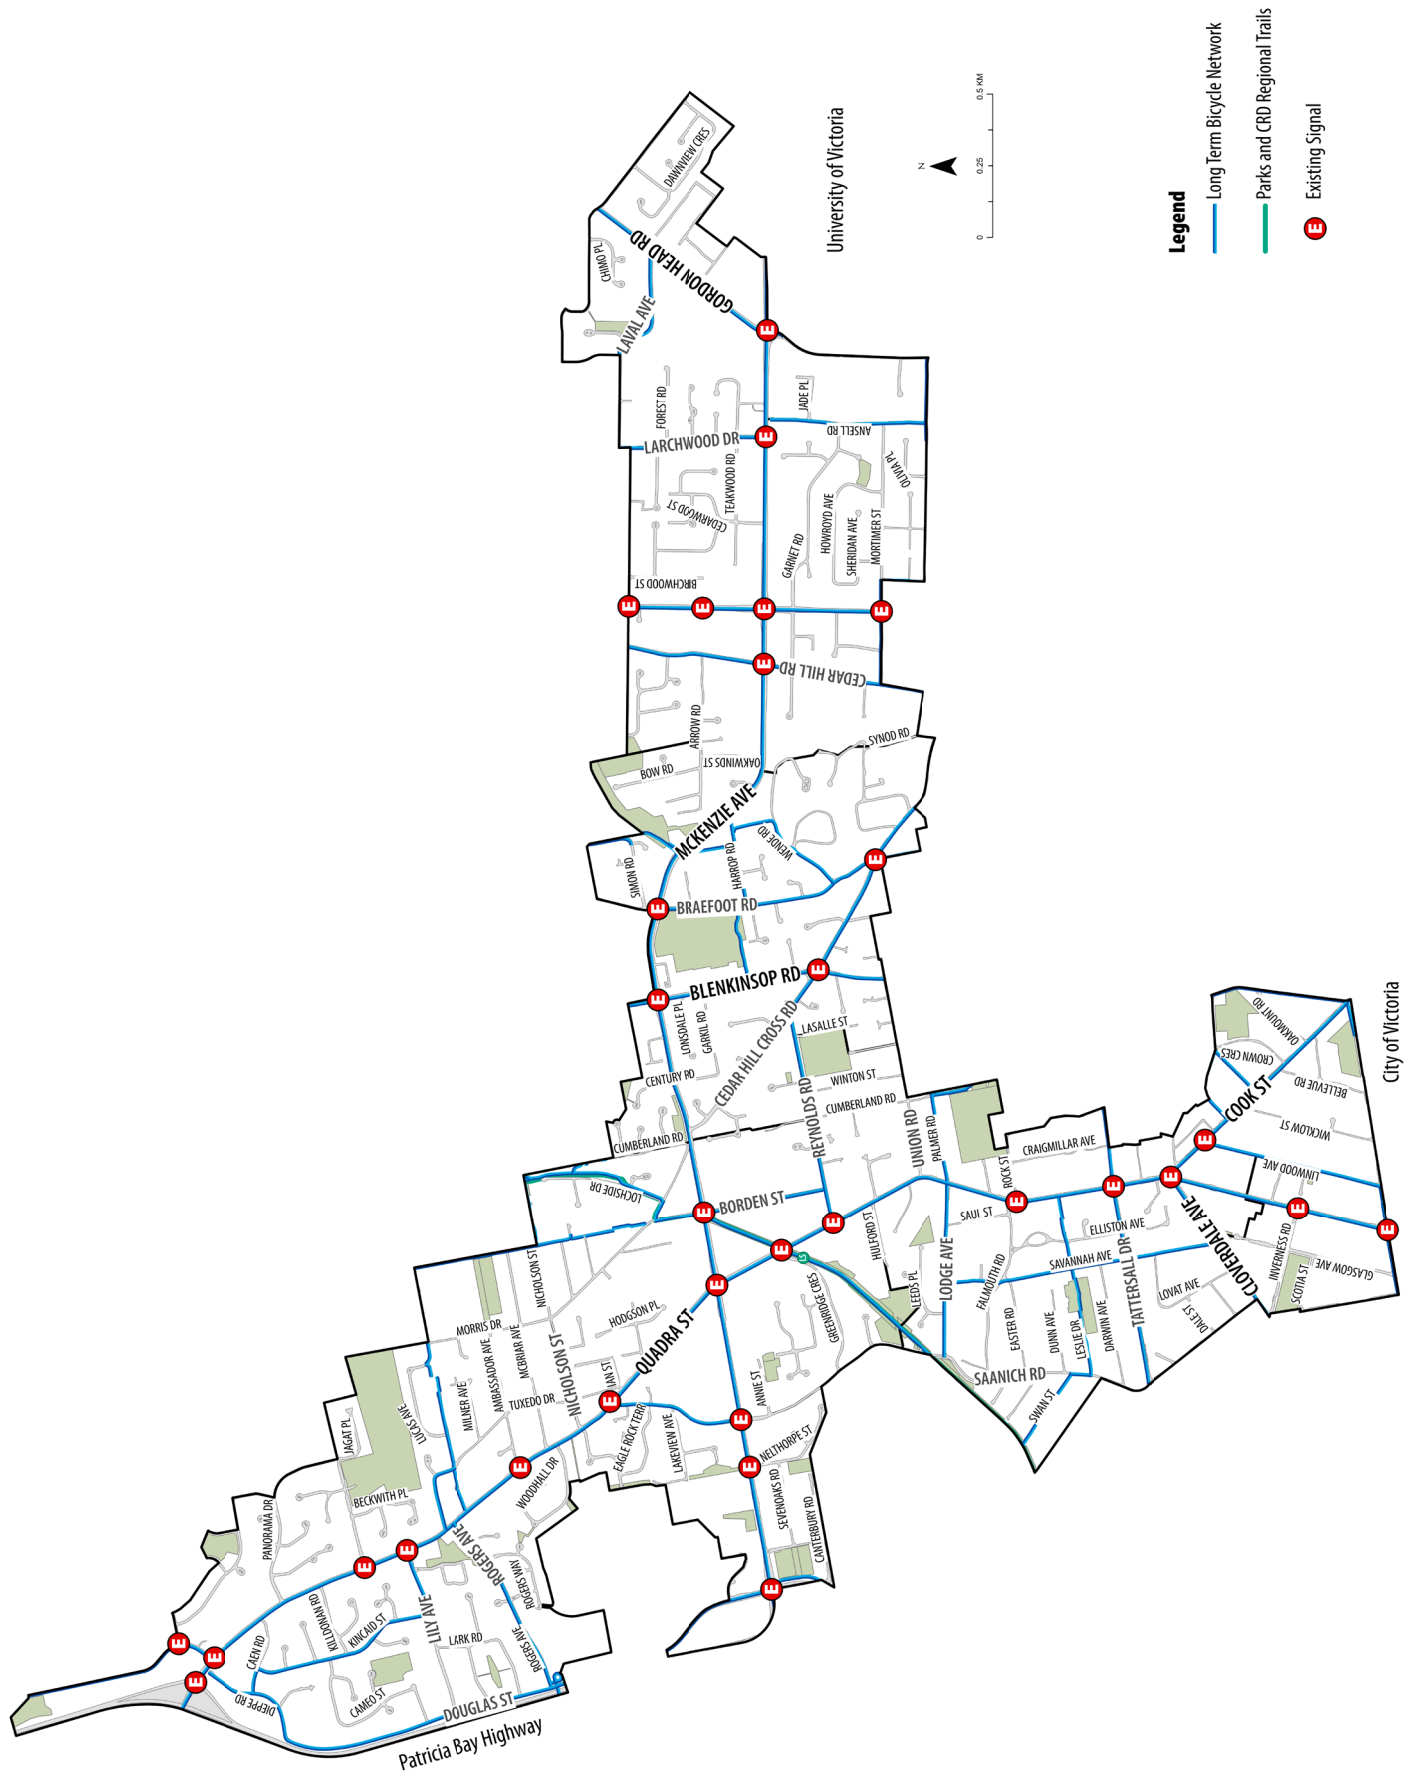 DAWNVIEW CRES
CHIMO PL
GORDON HEAD RD
LAVAL AVE
University of Victoria
N
0
0.25
0.5 KM
Legend
Long Term Bicycle Network
Parks and CRD Regional Trails
E
Existing Signal
E
FOREST RD
JADE PL
LARCHWOOD DR
E
ANSELL RD
TEAKWOOD RD
CEDARWOOD ST
OLIVIA PL
HOWROYD AVE
SHERIDAN AVE
MORTIMER ST
GARNET RD
BIRCHWOOD ST
E
E
E
E
E
CEDAR HILL RD
ARROW RD
SYNOD RD
OAKWINDS ST
BOW RD
MCKENZIE AVE
WENDE RD
HARROP RD
SIMON RD
E
E
BRAEFOOT RD
E
BLENKINSOP RD
E
LONSDALE PL
GARKIL RD
CEDAR HILL CROSS RD
LASALLE ST
CENTURY RD
WINTON ST
REYNOLDS RD
CUMBERLAND RD
CUMBERLAND RD
UNION RD
PALMER RD
OAKMOUNT RD
CROWN CRES
BELLEVUE RD
COOK ST
City of Victoria
WICKLOW ST
CRAIGMILLAR AVE
E
ROCK ST
LINWOOD AVE
LOCHSIDE DR
E
BORDEN ST
E
E
E
E
E
E
SAUL ST
HULFORD ST
ELLISTON AVE
CLOVERDALE AVE
E
LS
NICHOLSON ST
E
LODGE AVE
FALMOUTH RD
SAVANNAH AVE
TATTERSALL DR
INVERNESS RD
GLASGOW AVE
SCOTIA ST
LEEDS PL
LOVAT AVE
DALE ST
GREENRIDGE CRES
HODGSON PL
QUADRA ST
MORRIS DR
MCBRIAR AVE
AMBASSADOR AVE
NICHOLSON ST
EASTER RD
DUNN AVE
LESLIE DR
DARWIN AVE
SAANICH RD
SWAN ST
IAN ST
ANNIE ST
E
E
TUXEDO DR
MILNER AVE
LUCAS AVE
JAGAT PL
EAGLE ROCK TERR
LAKEVIEW AVE
NELTHORPE ST
E
E
WOODHALL DR
SEVENOAKS RD
CANTERBURY RD
BECKWITH PL
PANORAMA DR
ROGERS AVE
E
E
E
ROGERS WAY
KILLDONAN RD
KINCAID ST
LILY AVE
LARK RD
ROGERS AVE
E
E
E
CAEN RD
DIEPPE RD
CAMEO ST
DOUGLAS ST
Patricia Bay Highway